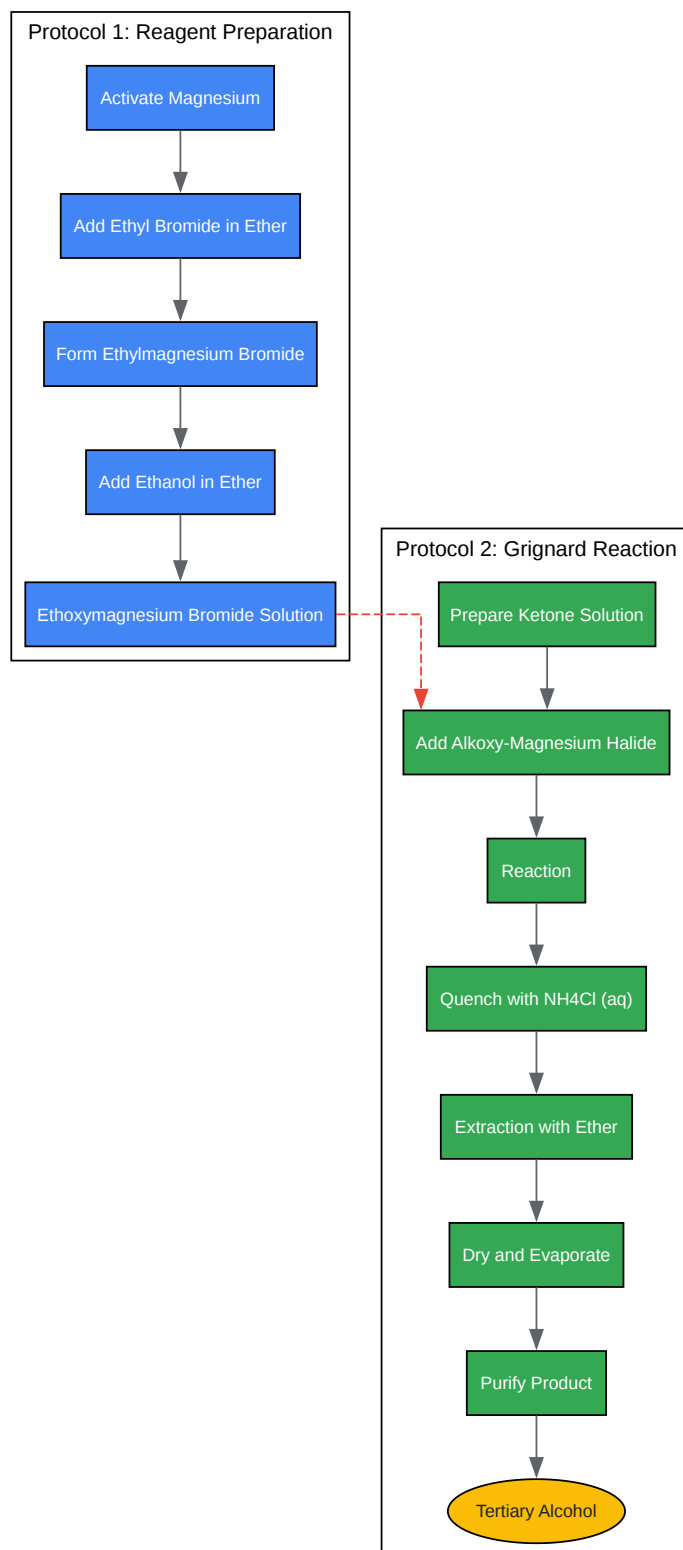 Protocol 1: Reagent Preparation
Activate Magnesium
Add Ethyl Bromide in Ether
Form Ethylmagnesium Bromide
Add Ethanol in Ether
Ethoxymagnesium Bromide Solution
Protocol 2: Grignard Reaction
Prepare Ketone Solution
Add Alkoxy-Magnesium Halide
Reaction
Quench with NH4Cl (aq)
Extraction with Ether
Dry and Evaporate
Purify Product
Tertiary Alcohol